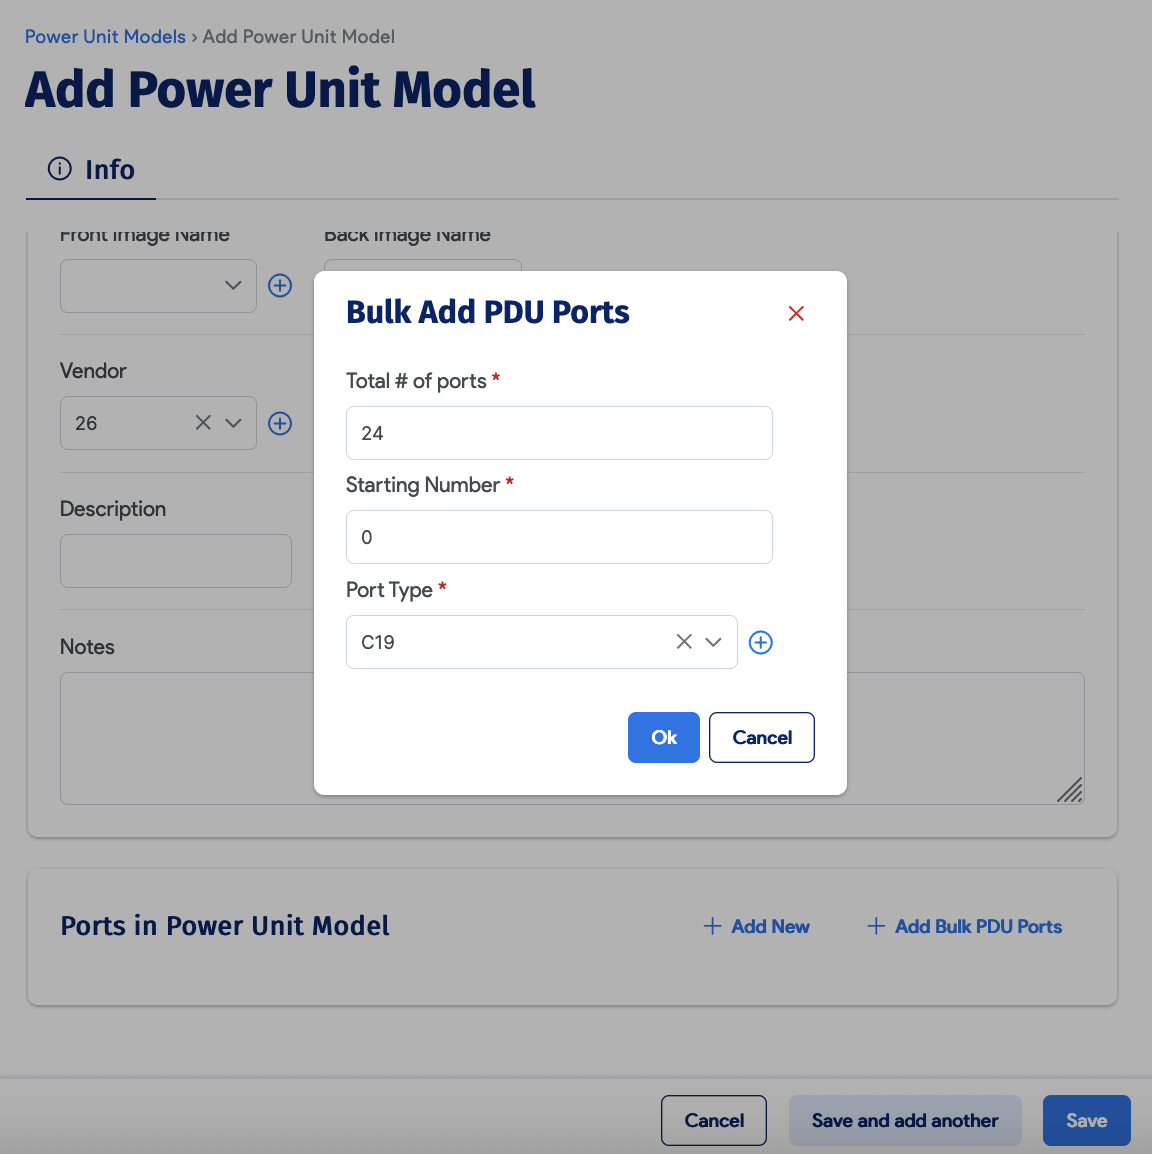 Power Unit Models › Add Power Unit Model
Add Power Unit Model
Info
Front Image Name
Back Image Name
Bulk Add PDU Ports
Total # of ports *
24
Starting Number *
0
Port Type *
C19
Ok
Cancel
Vendor
26
Description
Notes
Ports in Power Unit Model
Add New
Add Bulk PDU Ports
Cancel
Save and add another
Save